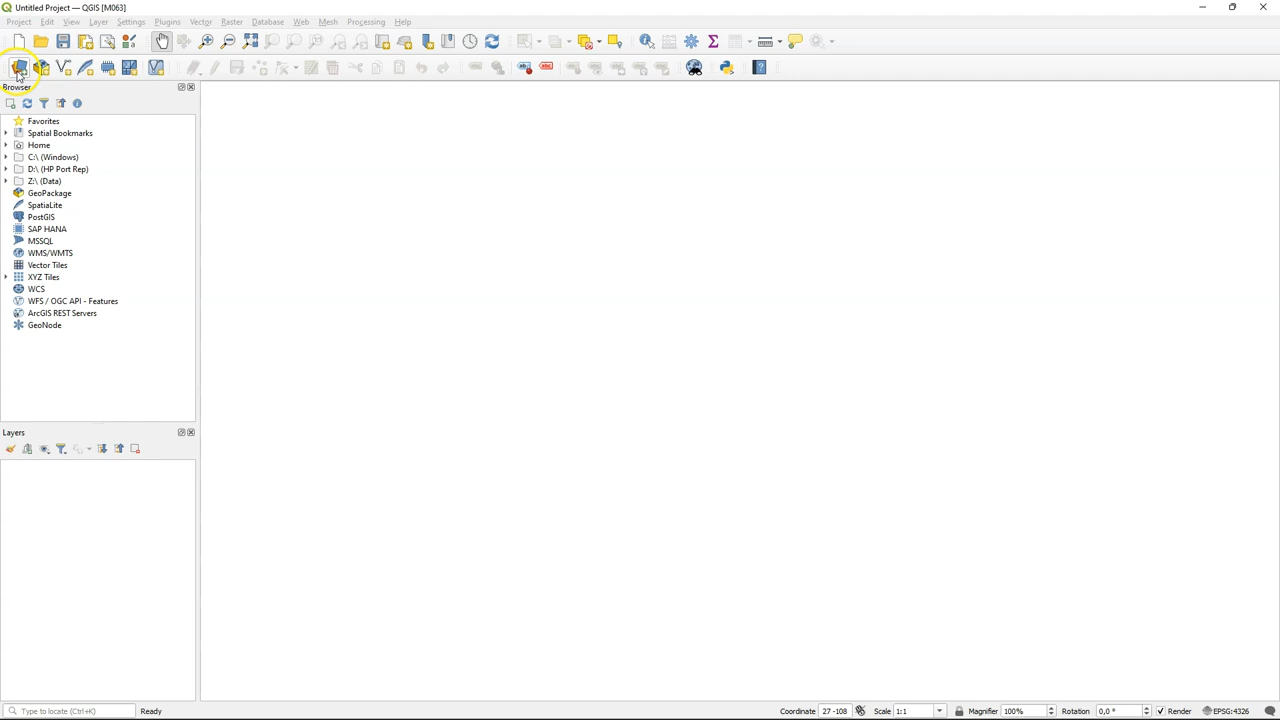 Untitled Project — QGIS [M063]
Project Edit View Layer Settings Plugins Vector Raster Database Web Mesh Processing Help
Browser
Favorites
Spatial Bookmarks
Home
C:\ (Windows)
D:\ (HP Port Rep)
Z:\ (Data)
GeoPackage
SpatiaLite
PostGIS
SAP HANA
MSSQL
WMS/WMTS
Vector Tiles
XYZ Tiles
WCS
WFS / OGC API - Features
ArcGIS REST Servers
GeoNode
Layers
Type to locate (Ctrl+K) Ready Coordinate 27 -108 Scale 1:1 Magnifier 100% Rotation 0,0 ° Render EPSG:4326